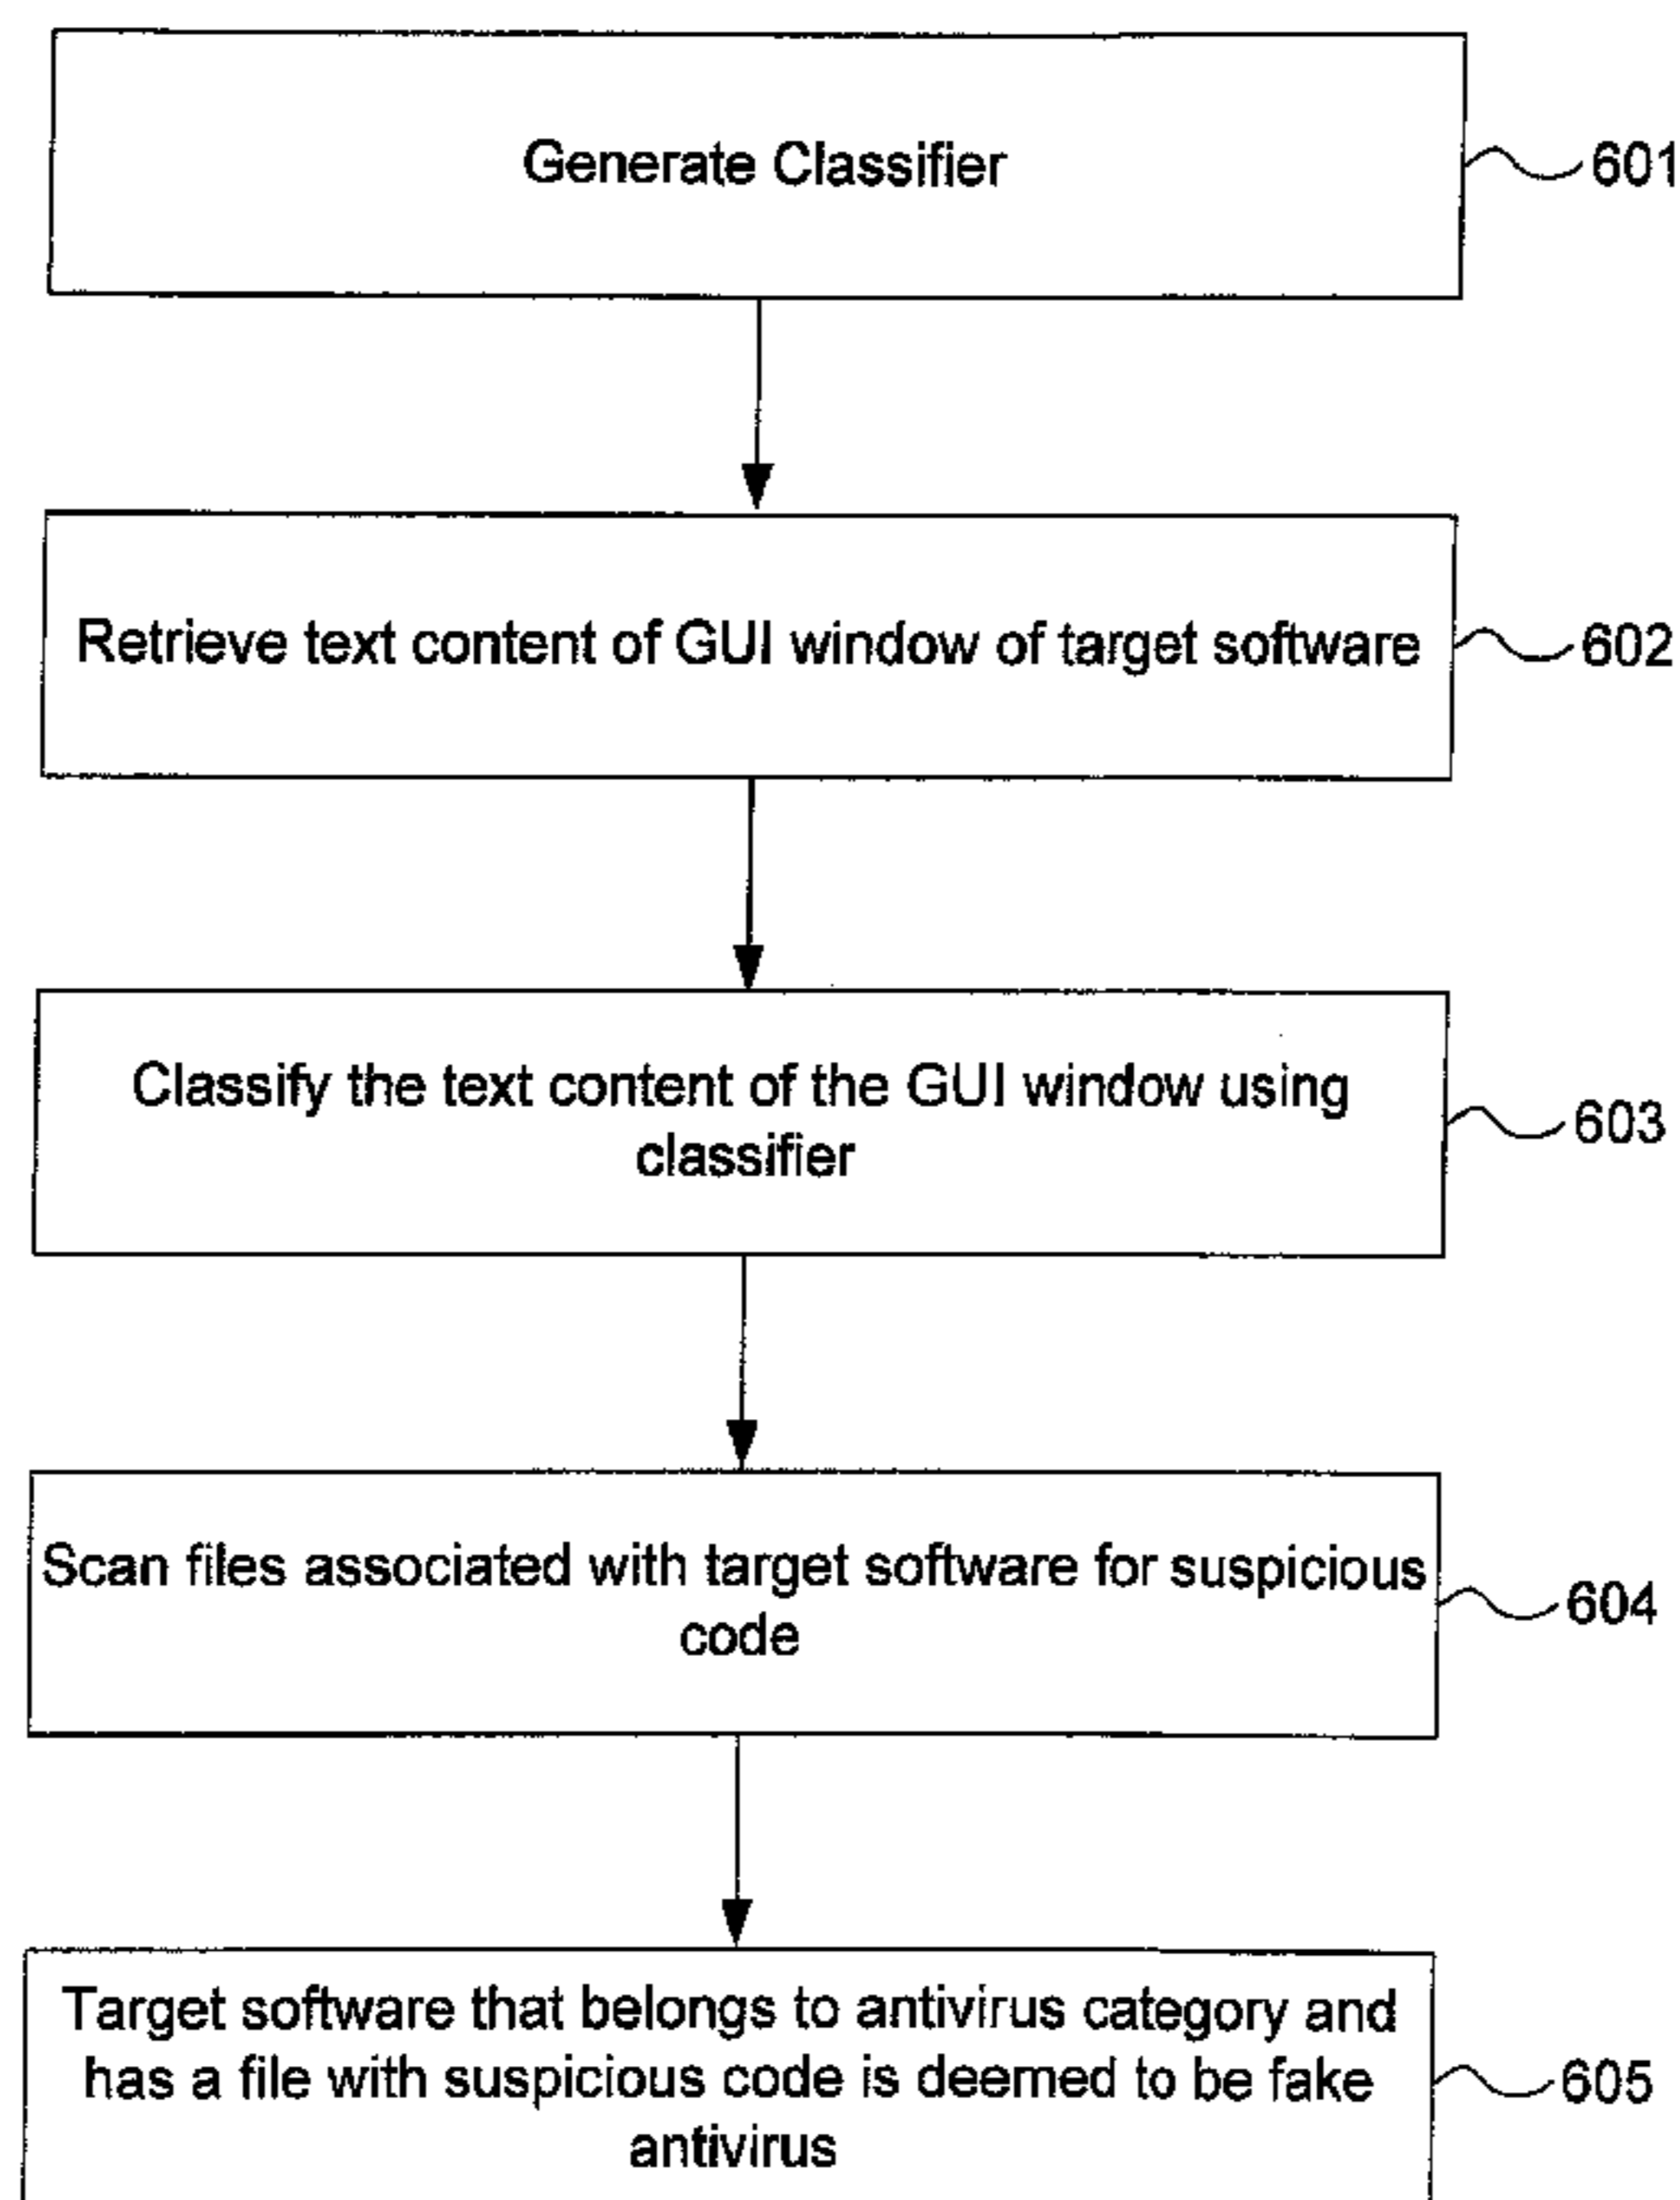 Generate Classifier
601
Retrieve text content of GUI window of target software
602
Classify the text content of the GUI window using
classifier
603
Scan files associated with target software for suspicious
code
604
Target software that belongs to antivirus category and
has a file with suspicious code is deemed to be fake
antivirus
605